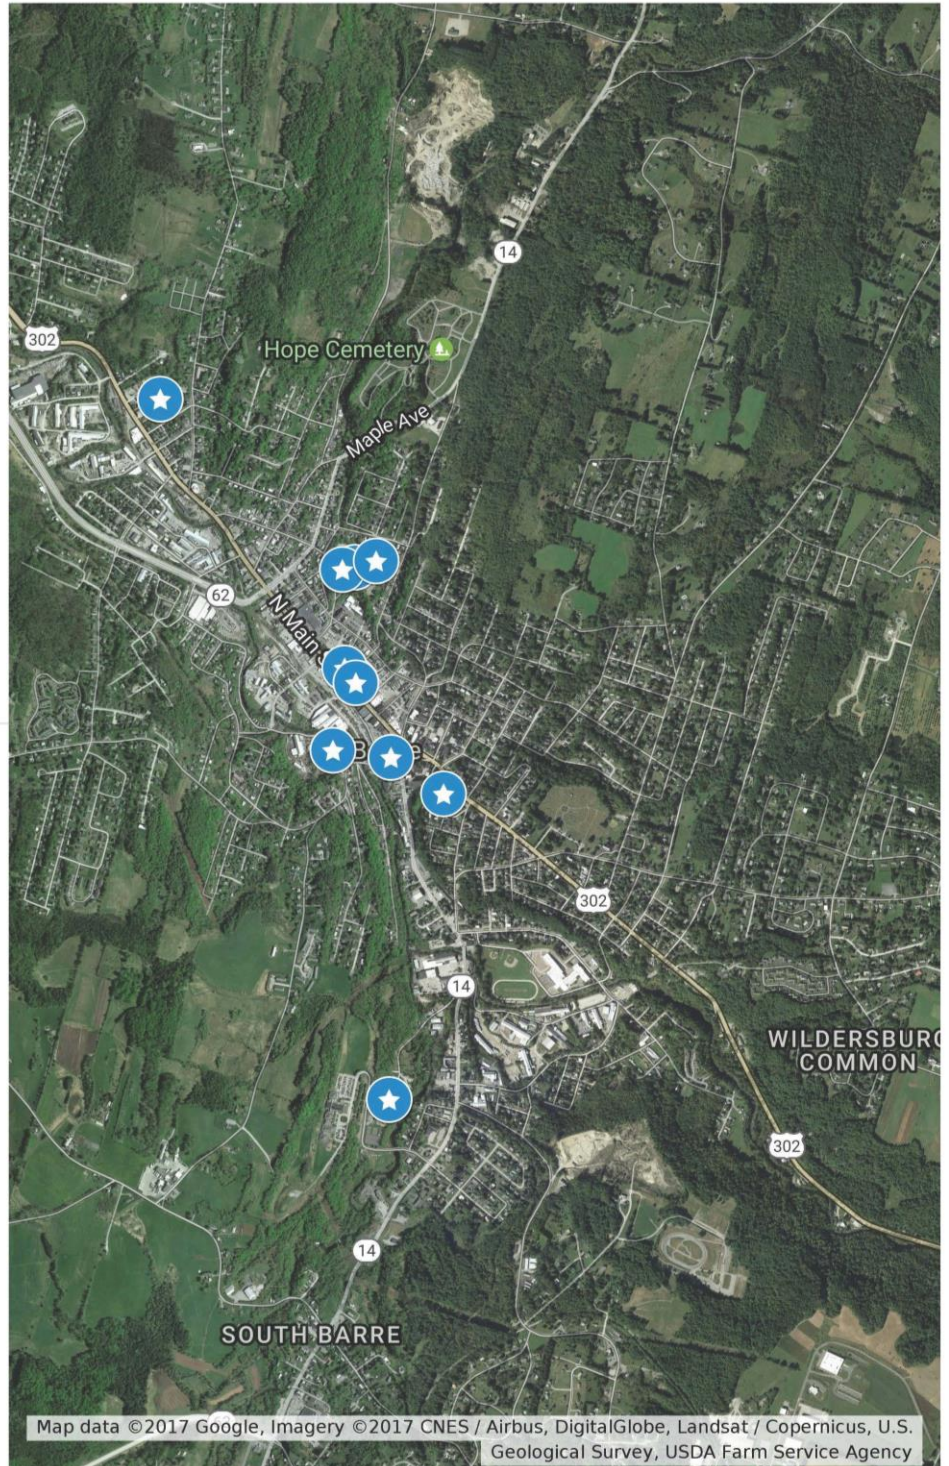 14
302
Hope Cemetery
Maple Ave
62
N Main
302
14
WILDERSBURG
COMMON
302
14
SOUTH BARRE
Map data ©2017 Google, Imagery ©2017 CNES / Airbus, DigitalGlobe, Landsat / Copernicus, U.S.
Geological Survey, USDA Farm Service Agency